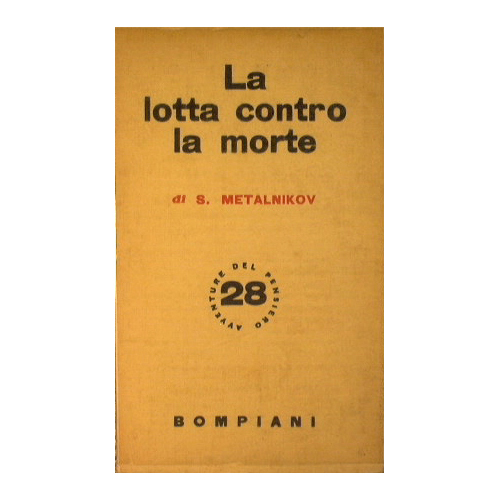 La
lotta contro
la morte
di S. METALNIKOV
AVVENTURE DEL PENSIERO
28
BOMPIANI